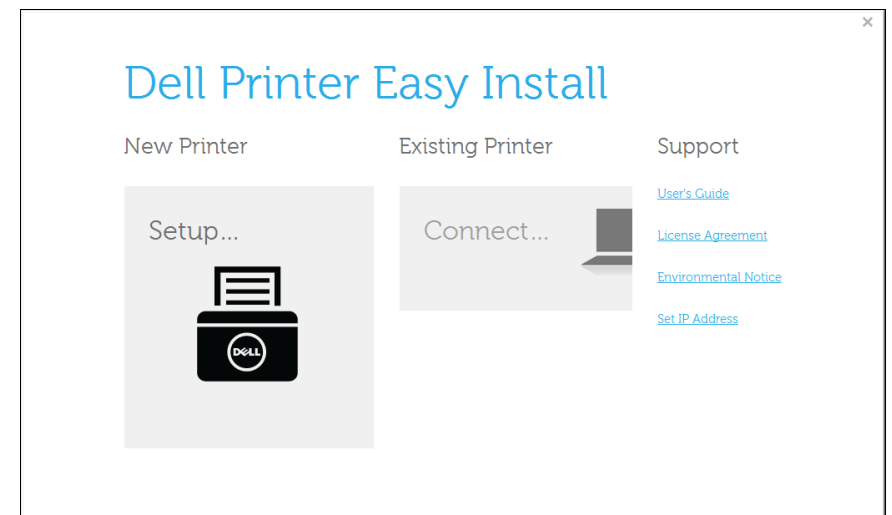 ×
Dell Printer Easy Install
New Printer
Existing Printer
Support
Setup...
DELL
Connect...
User's Guide
License Agreement
Environmental Notice
Set IP Address